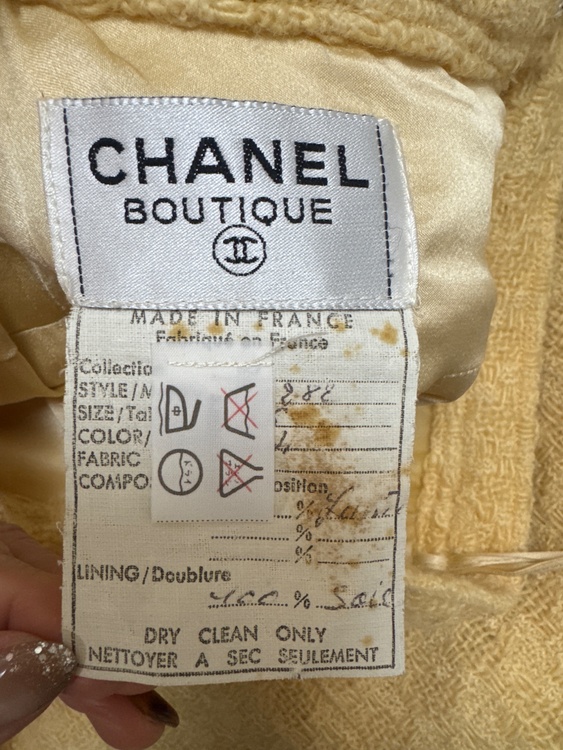 CHANEL
BOUTIQUE
MADE IN FRANCE
Fabriqué en France
Collectio
STYLE/M
SIZE/Tai
COLOR/
FABRIC
COMPO osition
%
%
%
LINING/Doublure
100 % Soie
DRY CLEAN ONLY
NETTOYER A SEC SEULEMENT